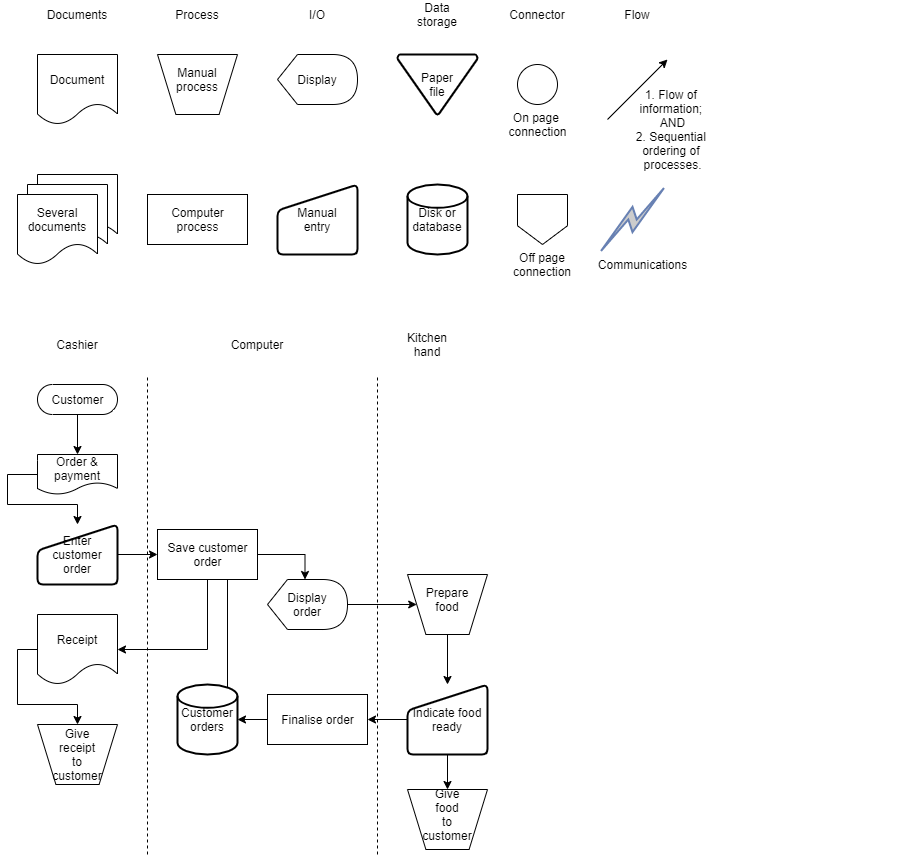 Documents
Process
I/O
Data
storage
Connector
Flow
Document
Manual
process
Display
Paper
file
On page
connection
1. Flow of
information;
AND
2. Sequential
ordering of
processes.
Several
documents
Computer
process
Manual
entry
Disk or
database
Off page
connection
Communications
Cashier
Computer
Kitchen
hand
Customer
Order &
payment
Enter
customer
order
Save customer
order
Display
order
Prepare
food
Receipt
Customer
orders
Finalise order
Indicate food
ready
Give
receipt
to
customer
Give
food
to
customer